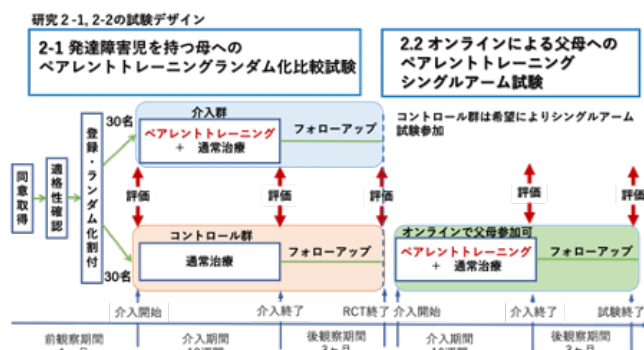 研究 2-1, 2-2の試験デザイン
2-1 発達障害児を持つ母への
ペアレントトレーニングランダム化比較試験
2.2 オンラインによる父母への
ペアレントトレーニング
シングルアーム試験
コントロール群は希望によりシングルアーム
試験参加
同意取得
適格性確認
登録・ランダム化割付
30名
30名
介入群
ペアレントトレーニング
+ 通常治療
フォローアップ
評価
評価
評価
評価
評価
コントロール群
通常治療
フォローアップ
オンラインで父母参加可
ペアレントトレーニング
+ 通常治療
フォローアップ
介入開始
介入終了
RCT終了
介入開始
介入終了
試験終了
前観察期間
介入期間
後観察期間
介入期間
後観察期間